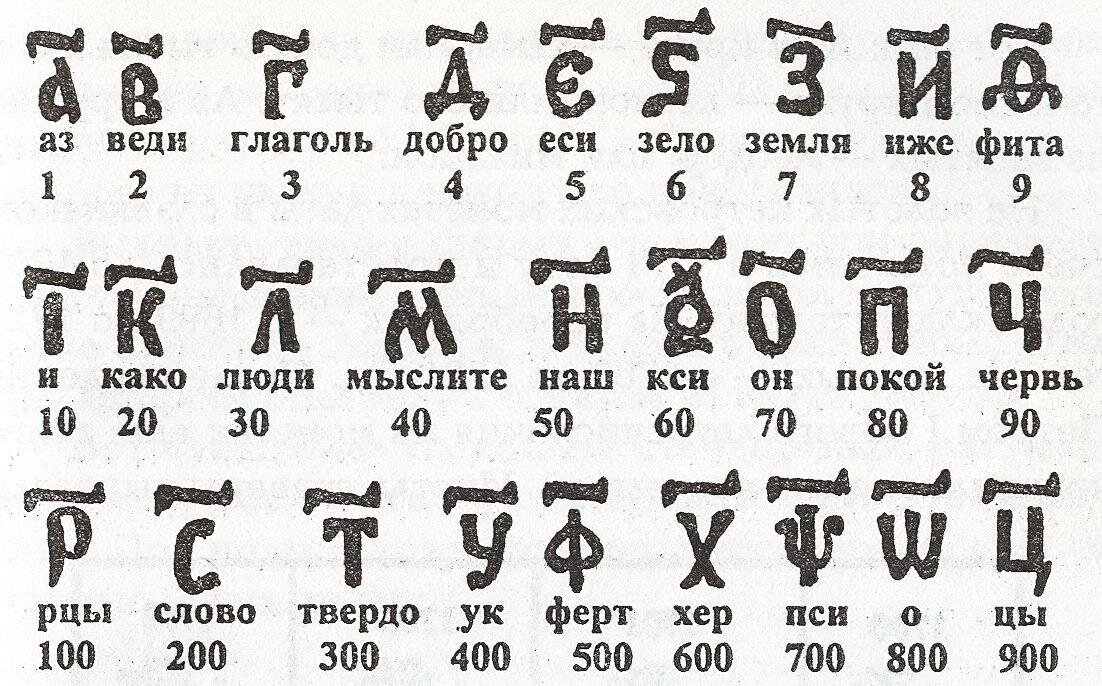 а҃ в҃ г҃ д҃ є҃ ѕ҃ з҃ и҃ ѳ҃
аз веди глаголь добро еси зело земля иже фита
1 2 3 4 5 6 7 8 9
і҃ к҃ л҃ м҃ н҃ ѯ҃ о҃ п҃ ч҃
и како люди мыслите наш кси он покой червь
10 20 30 40 50 60 70 80 90
р҃ с҃ т҃ у҃ ф҃ х҃ ѱ҃ ѡ҃ ц҃
рцы слово твердо ук ферт хер пси о цы
100 200 300 400 500 600 700 800 900